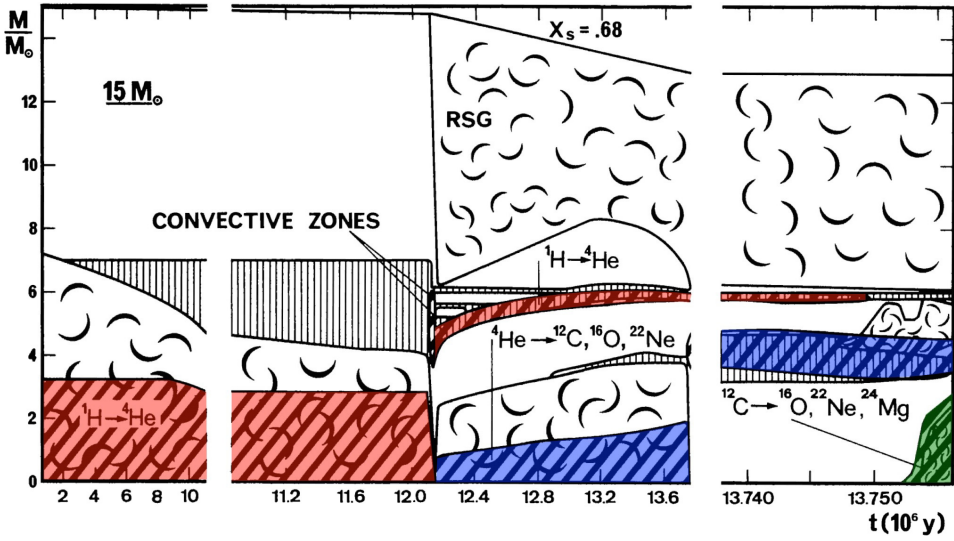 M
M☉
Xs = .68
15 M☉
12
RSG
10
CONVECTIVE ZONES
8
¹H→⁴He
6
⁴He→¹²C, ¹⁶O, ²²Ne
4
¹²C→¹⁶O, ²²Ne, ²⁴Mg
2
¹H→⁴He
0
2 4 6 8 10 11.2 11.6 12.0 12.4 12.8 13.2 13.6 13.740 13.750
t (10⁶ y)